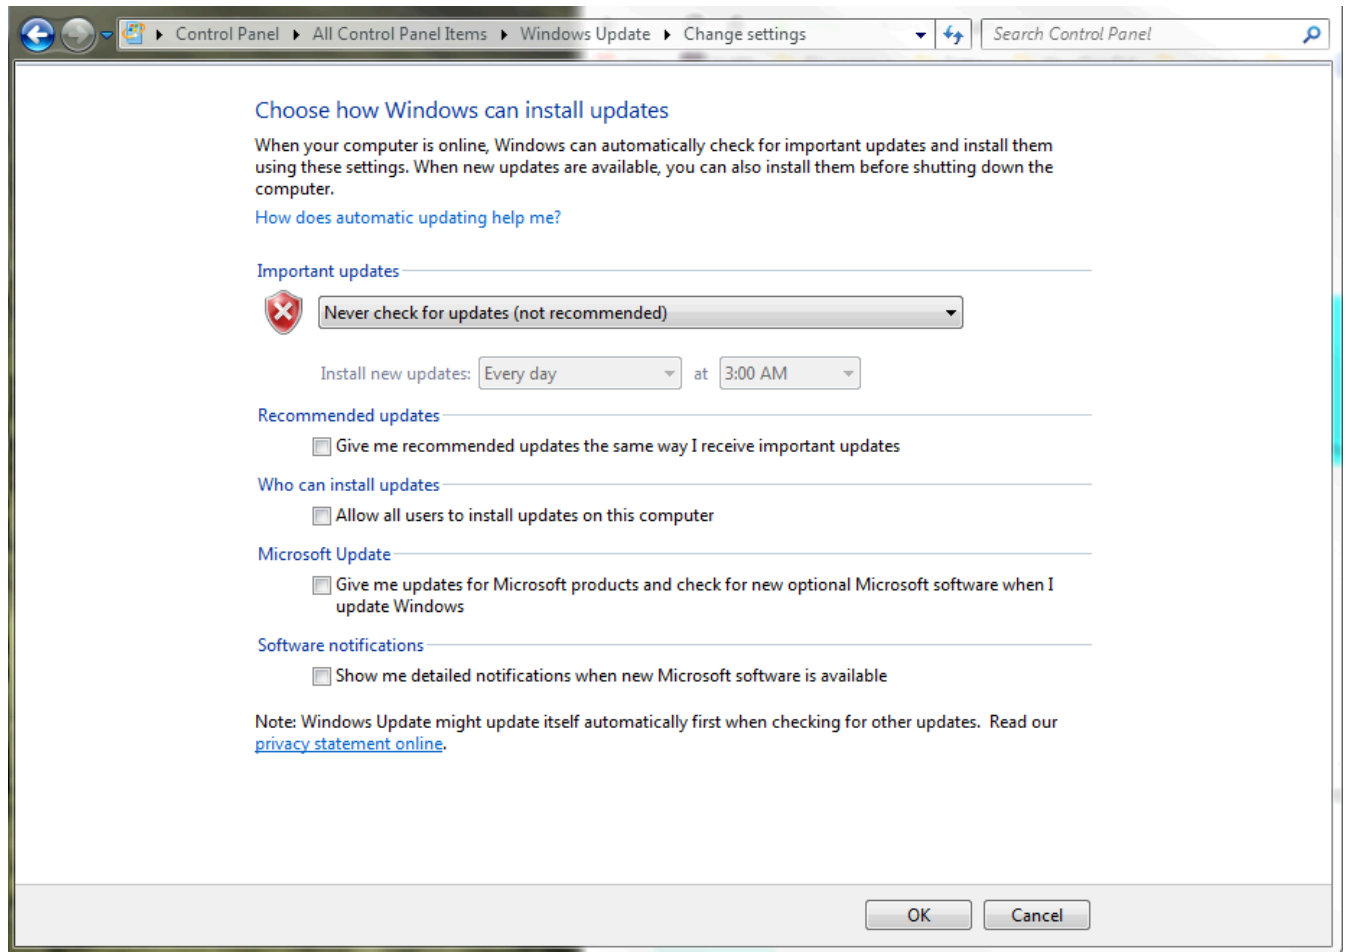 Control Panel All Control Panel Items Windows Update Change settings Search Control Panel
Choose how Windows can install updates
When your computer is online, Windows can automatically check for important updates and install them
using these settings. When new updates are available, you can also install them before shutting down the
computer.
How does automatic updating help me?
Important updates
Never check for updates (not recommended)
Install new updates: Every day at 3:00 AM
Recommended updates
Give me recommended updates the same way I receive important updates
Who can install updates
Allow all users to install updates on this computer
Microsoft Update
Give me updates for Microsoft products and check for new optional Microsoft software when I
update Windows
Software notifications
Show me detailed notifications when new Microsoft software is available
Note: Windows Update might update itself automatically first when checking for other updates.  Read our
privacy statement online.
OK Cancel